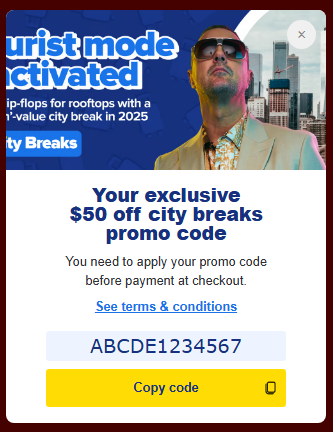 urist mode
activated
ip-flops for rooftops with a
n'-value city break in 2025
ty Breaks
Your exclusive
$50 off city breaks
promo code
You need to apply your promo code
before payment at checkout.
See terms & conditions
ABCDE1234567
Copy code